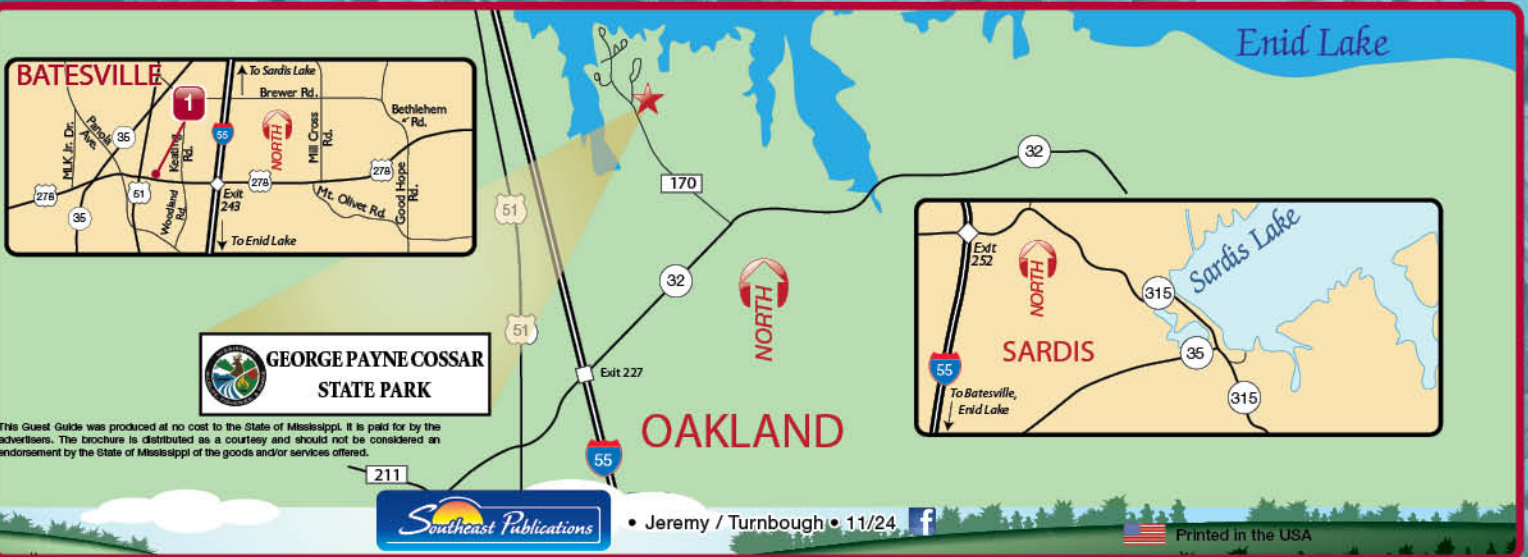 Enid Lake
BATESVILLE
To Sardis Lake
1
Brewer Rd.
Bethlehem
Rd.
MLK Jr. Dr.
Panola
Ave.
35
Keating
Rd.
55
NORTH
Mill Cross
Rd.
278
51
278
278
Exit
243
Mt. Olivet Rd.
Good Hope
Rd.
35
Woodland
Rd.
To Enid Lake
32
170
51
32
NORTH
51
Exit 227
Exit
252
NORTH
Sardis Lake
315
SARDIS
35
55
To Batesville,
Enid Lake
315
GEORGE PAYNE COSSAR
STATE PARK
OAKLAND
This Guest Guide was produced at no cost to the State of Mississippi. It is paid for by the
advertisers. The brochure is distributed as a courtesy and should not be considered an
endorsement by the State of Mississippi of the goods and/or services offered.
55
211
Southeast Publications
• Jeremy / Turnbough • 11/24 f
Printed in the USA